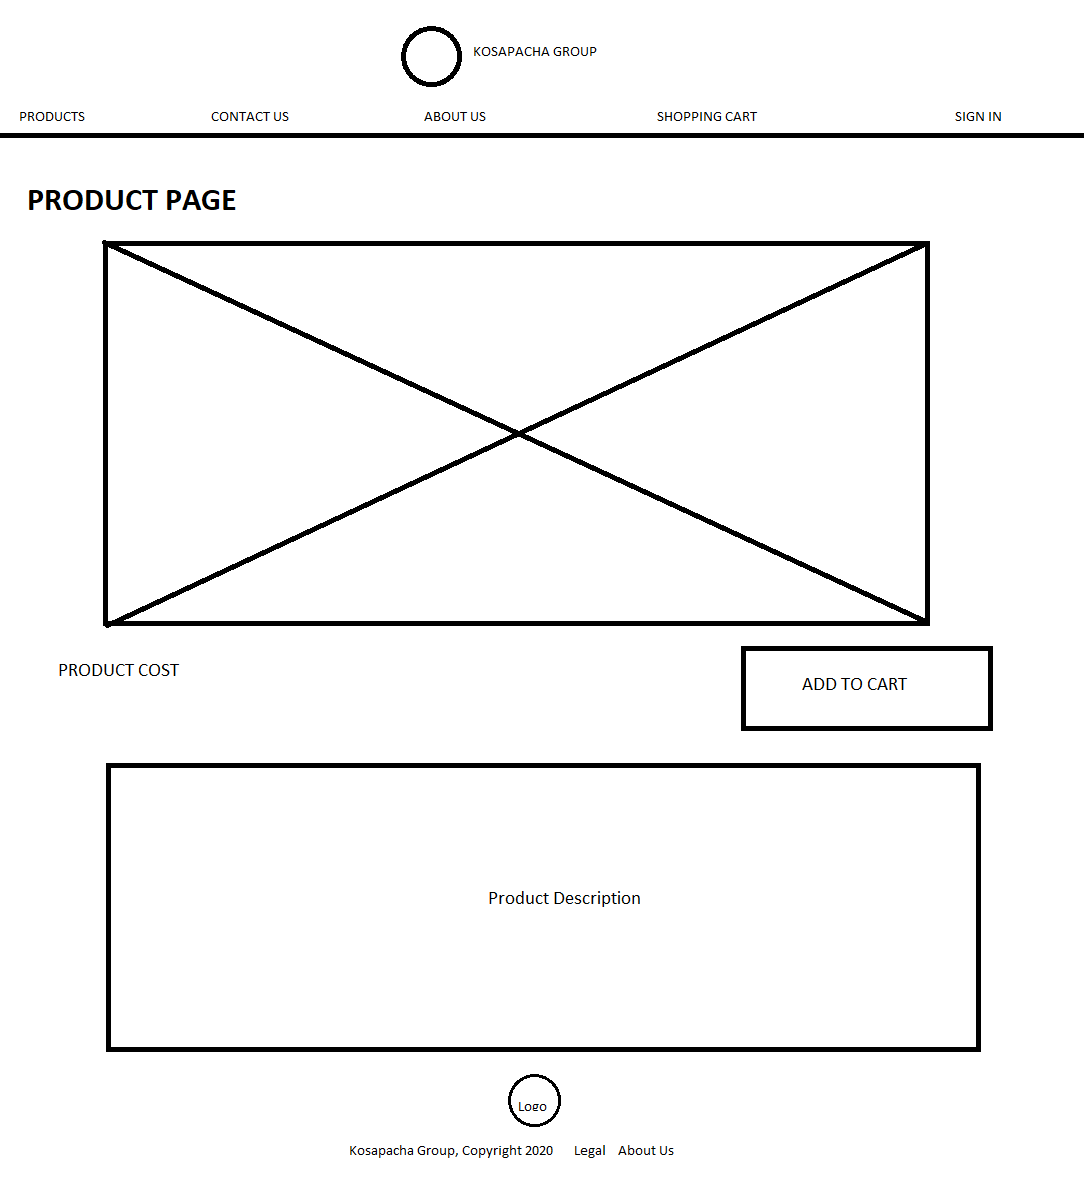 KOSAPACHA GROUP
PRODUCTS CONTACT US ABOUT US SHOPPING CART SIGN IN
PRODUCT PAGE
PRODUCT COST
ADD TO CART
Product Description
Logo
Kosapacha Group, Copyright 2020 Legal About Us